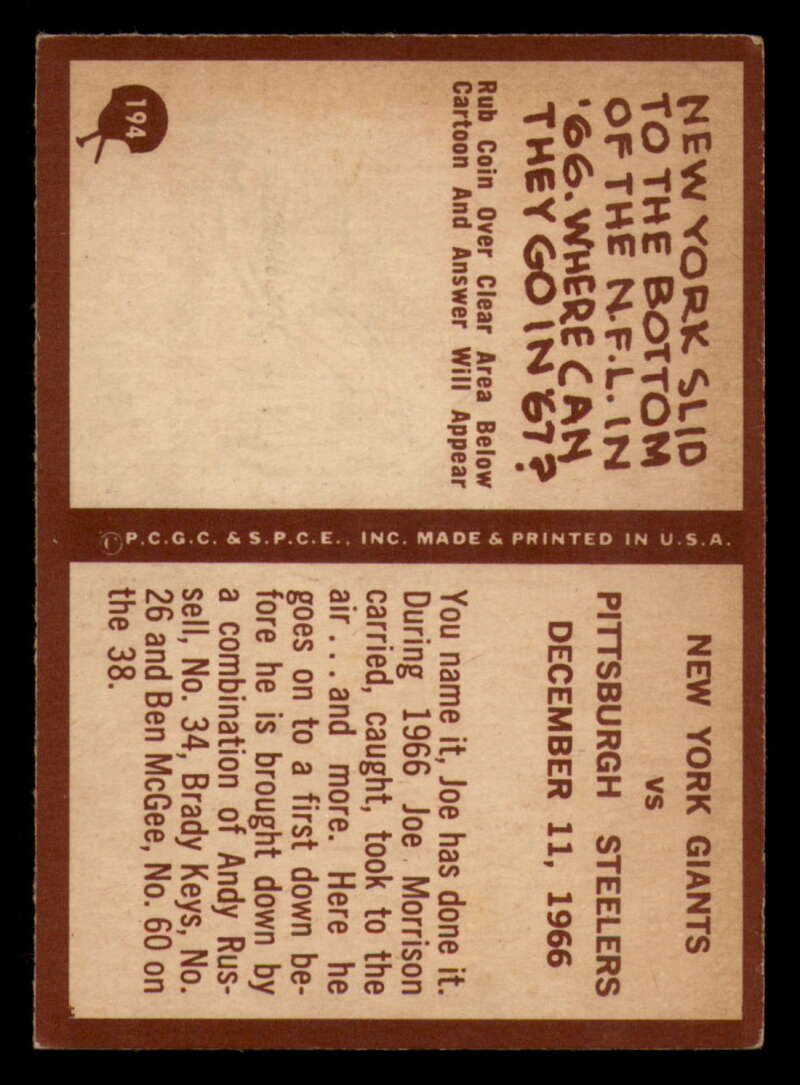 194
NEW YORK SLID
TO THE BOTTOM
OF THE N.F.L. IN
'66. WHERE CAN
THEY GO IN '67?
Rub Coin Over Clear Area Below
Cartoon And Answer Will Appear
©P.C.G.C. & S.P.C.E., INC. MADE & PRINTED IN U.S.A.
NEW YORK GIANTS
VS
PITTSBURGH STEELERS
DECEMBER 11, 1966
You name it, Joe has done it.
During 1966 Joe Morrison
carried, caught, took to the
air...and more. Here he
goes on to a first down be-
fore he is brought down by
a combination of Andy Rus-
sell, No. 34, Brady Keys, No.
26 and Ben McGee, No. 60 on
the 38.